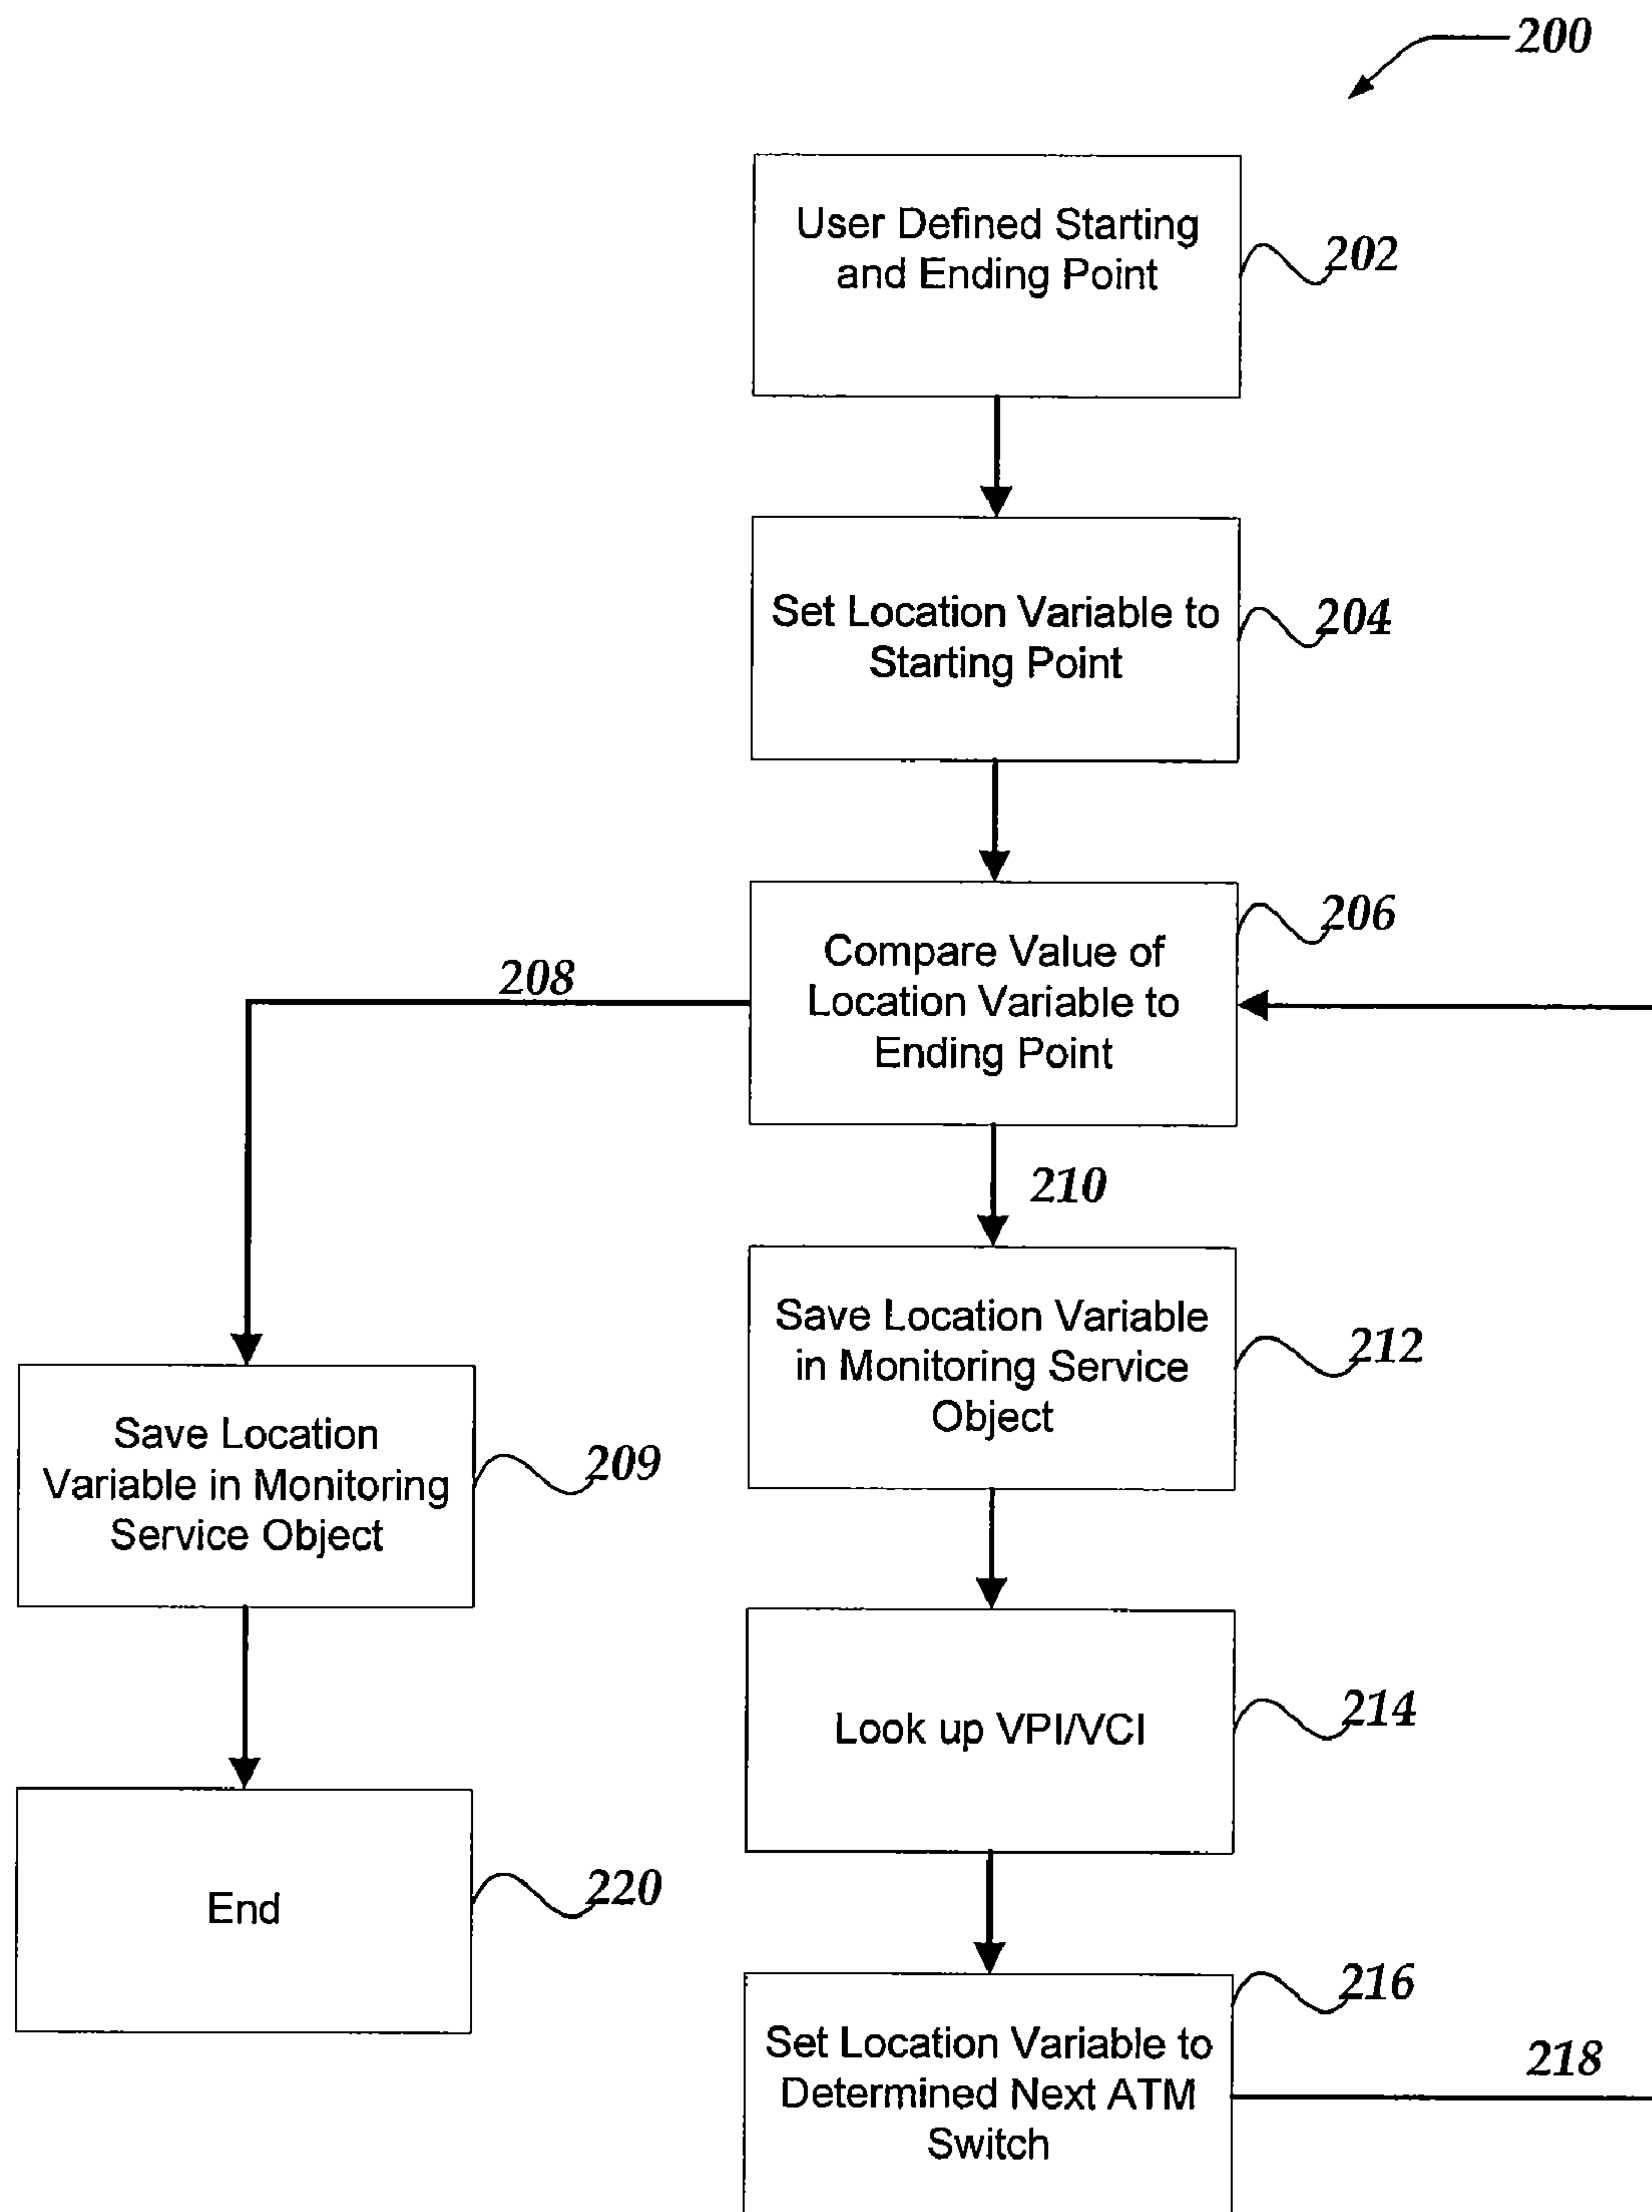 200
User Defined Starting
and Ending Point
202
Set Location Variable to
Starting Point
204
Compare Value of
Location Variable to
Ending Point
206
208
210
Save Location Variable
in Monitoring Service
Object
212
Save Location
Variable in Monitoring
Service Object
209
Look up VPI/VCI
214
End
220
Set Location Variable to
Determined Next ATM
Switch
216
218